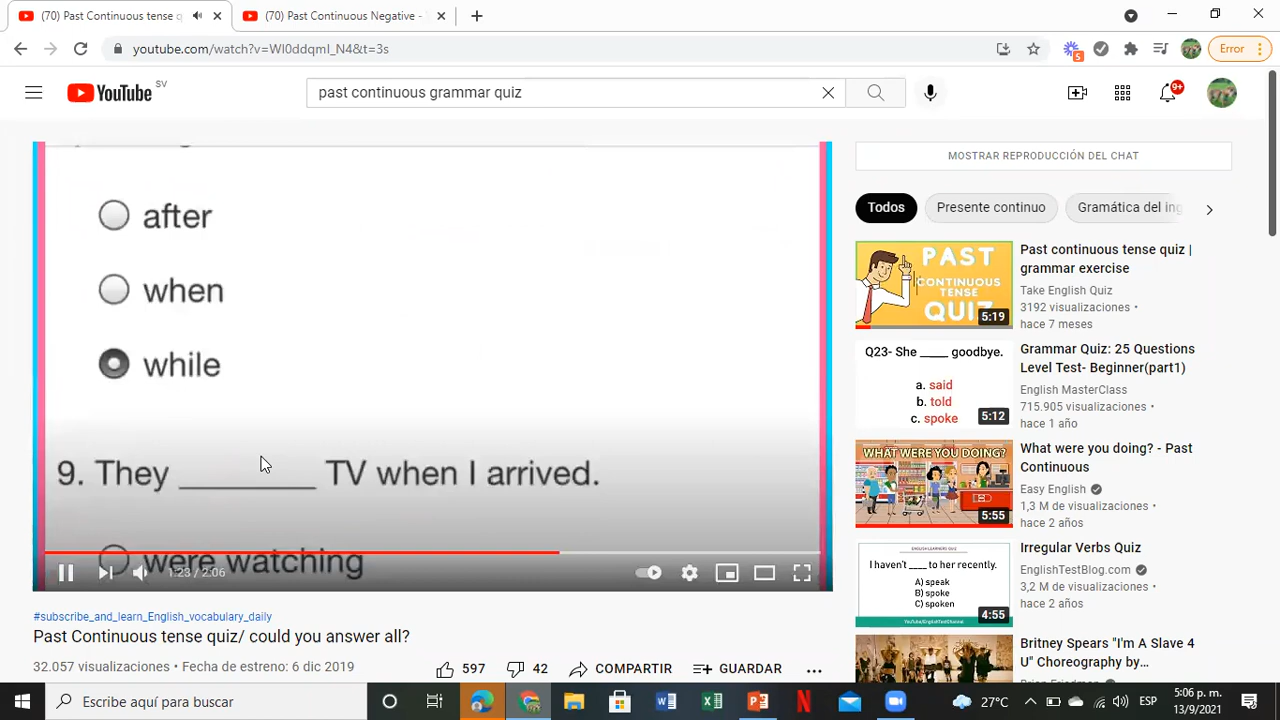 (70) Past Continuous tense q
(70) Past Continuous Negative -
youtube.com/watch?v=WI0ddqmI_N4&t=3s
5
Error
YouTube SV
past continuous grammar quiz
9+
after
when
while
9. They ________ TV when I arrived.
were watching
1:23 / 2:06
MOSTRAR REPRODUCCIÓN DEL CHAT
Todos
Presente continuo
Gramática del ing
PAST
CONTINUOUS
TENSE
QUIZ
5:19
Past continuous tense quiz |
grammar exercise
Take English Quiz
3192 visualizaciones •
hace 7 meses
Q23- She ____ goodbye.
a. said
b. told
c. spoke
5:12
Grammar Quiz: 25 Questions
Level Test- Beginner(part1)
English MasterClass
715.905 visualizaciones •
hace 1 año
WHAT WERE YOU DOING?
5:55
What were you doing? - Past
Continuous
Easy English
1,3 M de visualizaciones •
hace 2 años
ENGLISH LEARNERS QUIZ
I haven't ____ to her recently.
A) speak
B) spoke
C) spoken
YouTube/EnglishTestChannel
4:55
Irregular Verbs Quiz
EnglishTestBlog.com
3,2 M de visualizaciones •
hace 2 años
Britney Spears "I'm A Slave 4
U" Choreography by...
#subscribe_and_learn_English_vocabulary_daily
Past Continuous tense quiz/ could you answer all?
32.057 visualizaciones • Fecha de estreno: 6 dic 2019
597
42
COMPARTIR
GUARDAR
Escribe aquí para buscar
27°C
ESP
5:06 p. m.
13/9/2021